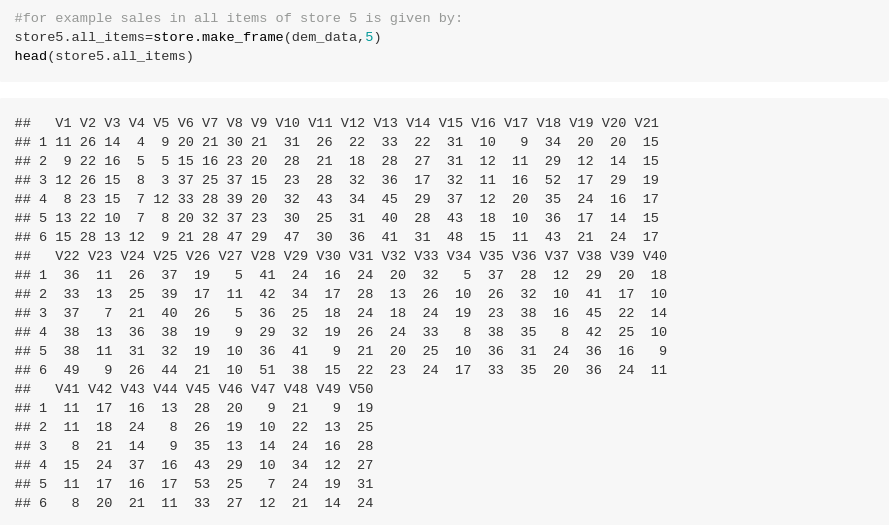 #for example sales in all items of store 5 is given by:
store5.all_items=store.make_frame(dem_data,5)
head(store5.all_items)
##   V1 V2 V3 V4 V5 V6 V7 V8 V9 V10 V11 V12 V13 V14 V15 V16 V17 V18 V19 V20 V21
## 1 11 26 14  4  9 20 21 30 21  31  26  22  33  22  31  10   9  34  20  20  15
## 2  9 22 16  5  5 15 16 23 20  28  21  18  28  27  31  12  11  29  12  14  15
## 3 12 26 15  8  3 37 25 37 15  23  28  32  36  17  32  11  16  52  17  29  19
## 4  8 23 15  7 12 33 28 39 20  32  43  34  45  29  37  12  20  35  24  16  17
## 5 13 22 10  7  8 20 32 37 23  30  25  31  40  28  43  18  10  36  17  14  15
## 6 15 28 13 12  9 21 28 47 29  47  30  36  41  31  48  15  11  43  21  24  17
##   V22 V23 V24 V25 V26 V27 V28 V29 V30 V31 V32 V33 V34 V35 V36 V37 V38 V39 V40
## 1  36  11  26  37  19   5  41  24  16  24  20  32   5  37  28  12  29  20  18
## 2  33  13  25  39  17  11  42  34  17  28  13  26  10  26  32  10  41  17  10
## 3  37   7  21  40  26   5  36  25  18  24  18  24  19  23  38  16  45  22  14
## 4  38  13  36  38  19   9  29  32  19  26  24  33   8  38  35   8  42  25  10
## 5  38  11  31  32  19  10  36  41   9  21  20  25  10  36  31  24  36  16   9
## 6  49   9  26  44  21  10  51  38  15  22  23  24  17  33  35  20  36  24  11
##   V41 V42 V43 V44 V45 V46 V47 V48 V49 V50
## 1  11  17  16  13  28  20   9  21   9  19
## 2  11  18  24   8  26  19  10  22  13  25
## 3   8  21  14   9  35  13  14  24  16  28
## 4  15  24  37  16  43  29  10  34  12  27
## 5  11  17  16  17  53  25   7  24  19  31
## 6   8  20  21  11  33  27  12  21  14  24